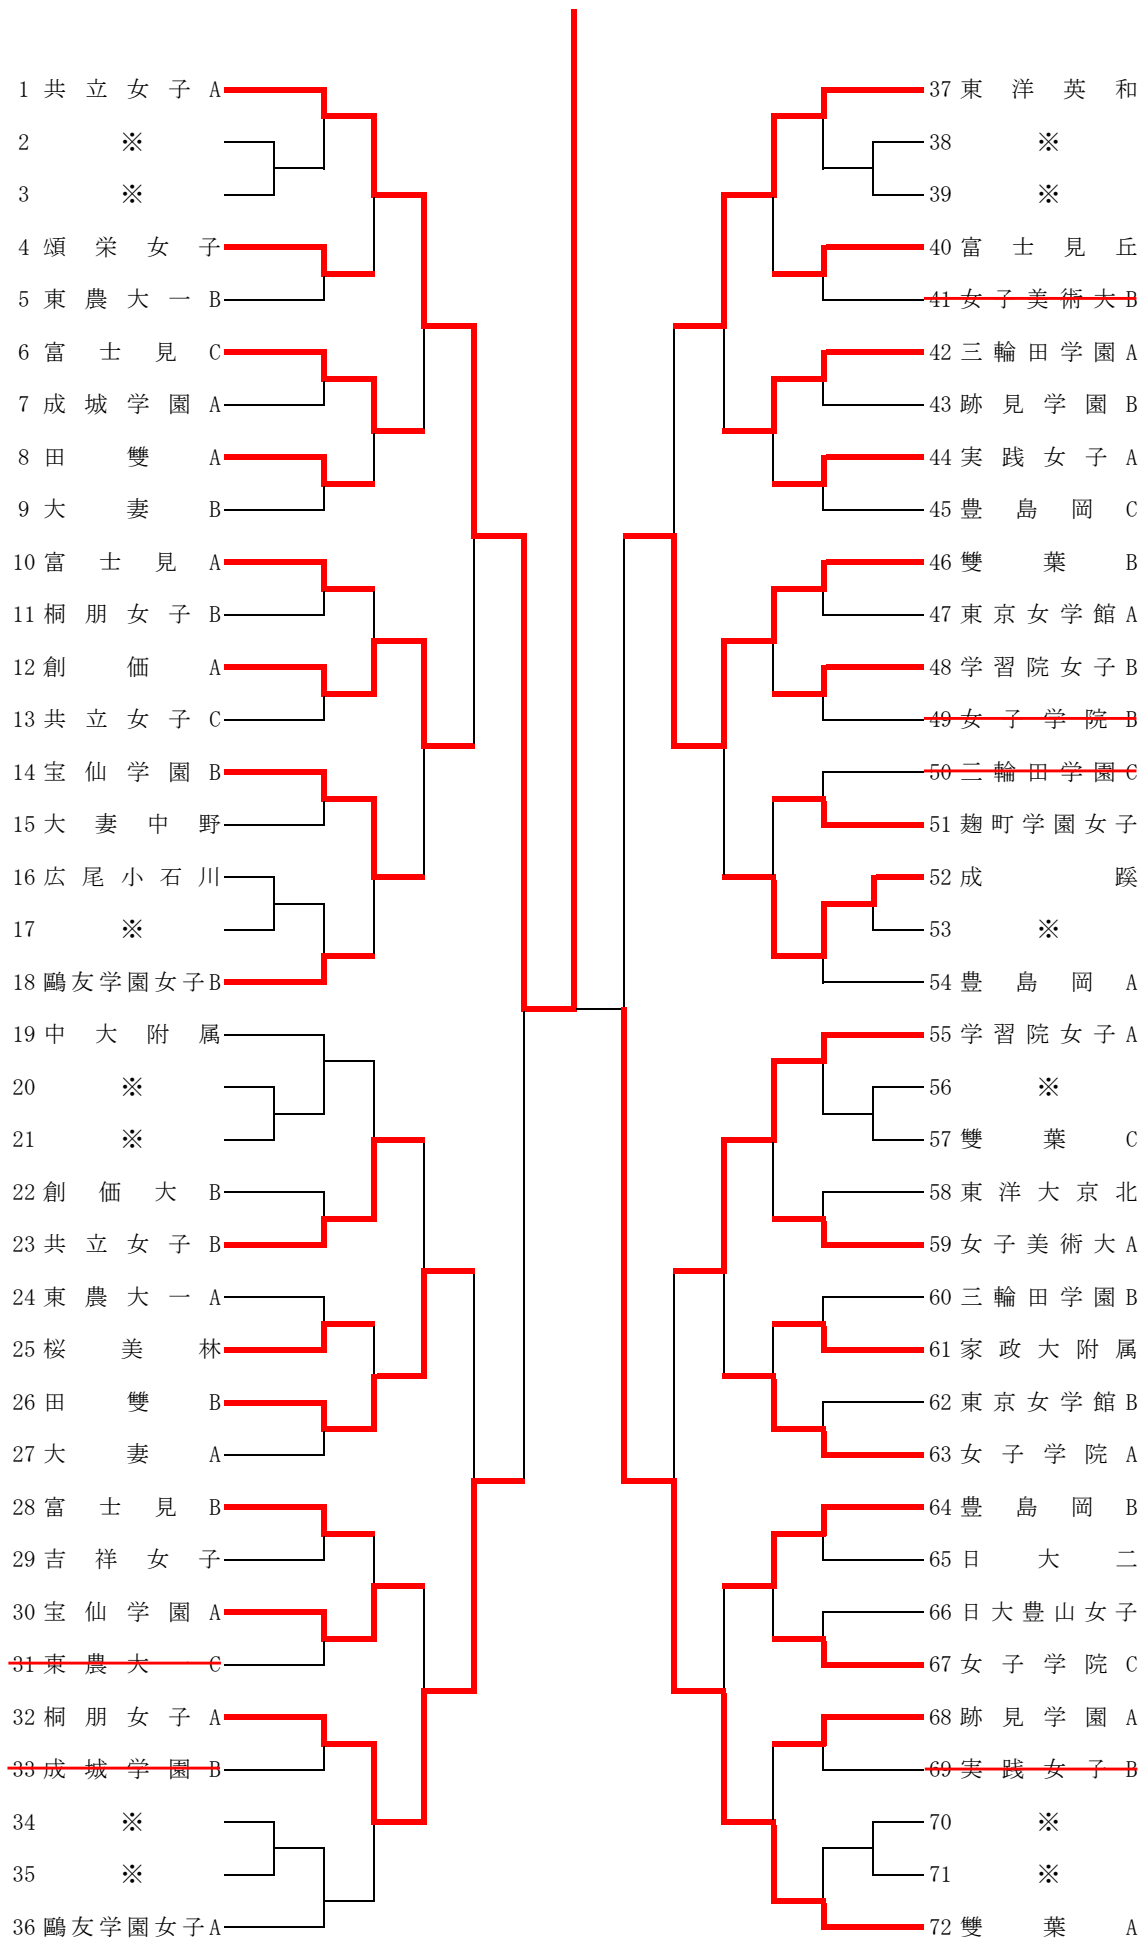 1 共立女子A
2 ※
3 ※
4 頌栄女子
5 東農大一B
6 富士見C
7 成城学園A
8 田雙A
9 大妻B
10 富士見A
11 桐朋女子B
12 創価A
13 共立女子C
14 宝仙学園B
15 大妻中野
16 広尾小石川
17 ※
18 鷗友学園女子B
19 中大附属
20 ※
21 ※
22 創価大B
23 共立女子B
24 東農大一A
25 桜美林
26 田雙B
27 大妻A
28 富士見B
29 吉祥女子
30 宝仙学園A
31 東農大一C
32 桐朋女子A
33 成城学園B
34 ※
35 ※
36 鷗友学園女子A
37 東洋英和
38 ※
39 ※
40 富士見丘
41 女子美術大B
42 三輪田学園A
43 跡見学園B
44 実践女子A
45 豊島岡C
46 雙葉B
47 東京女学館A
48 学習院女子B
49 女子学院B
50 三輪田学園C
51 麹町学園女子
52 成蹊
53 ※
54 豊島岡A
55 学習院女子A
56 ※
57 雙葉C
58 東洋大京北
59 女子美術大A
60 三輪田学園B
61 家政大附属
62 東京女学館B
63 女子学院A
64 豊島岡B
65 日大二
66 日大豊山女子
67 女子学院C
68 跡見学園A
69 実践女子B
70 ※
71 ※
72 雙葉A